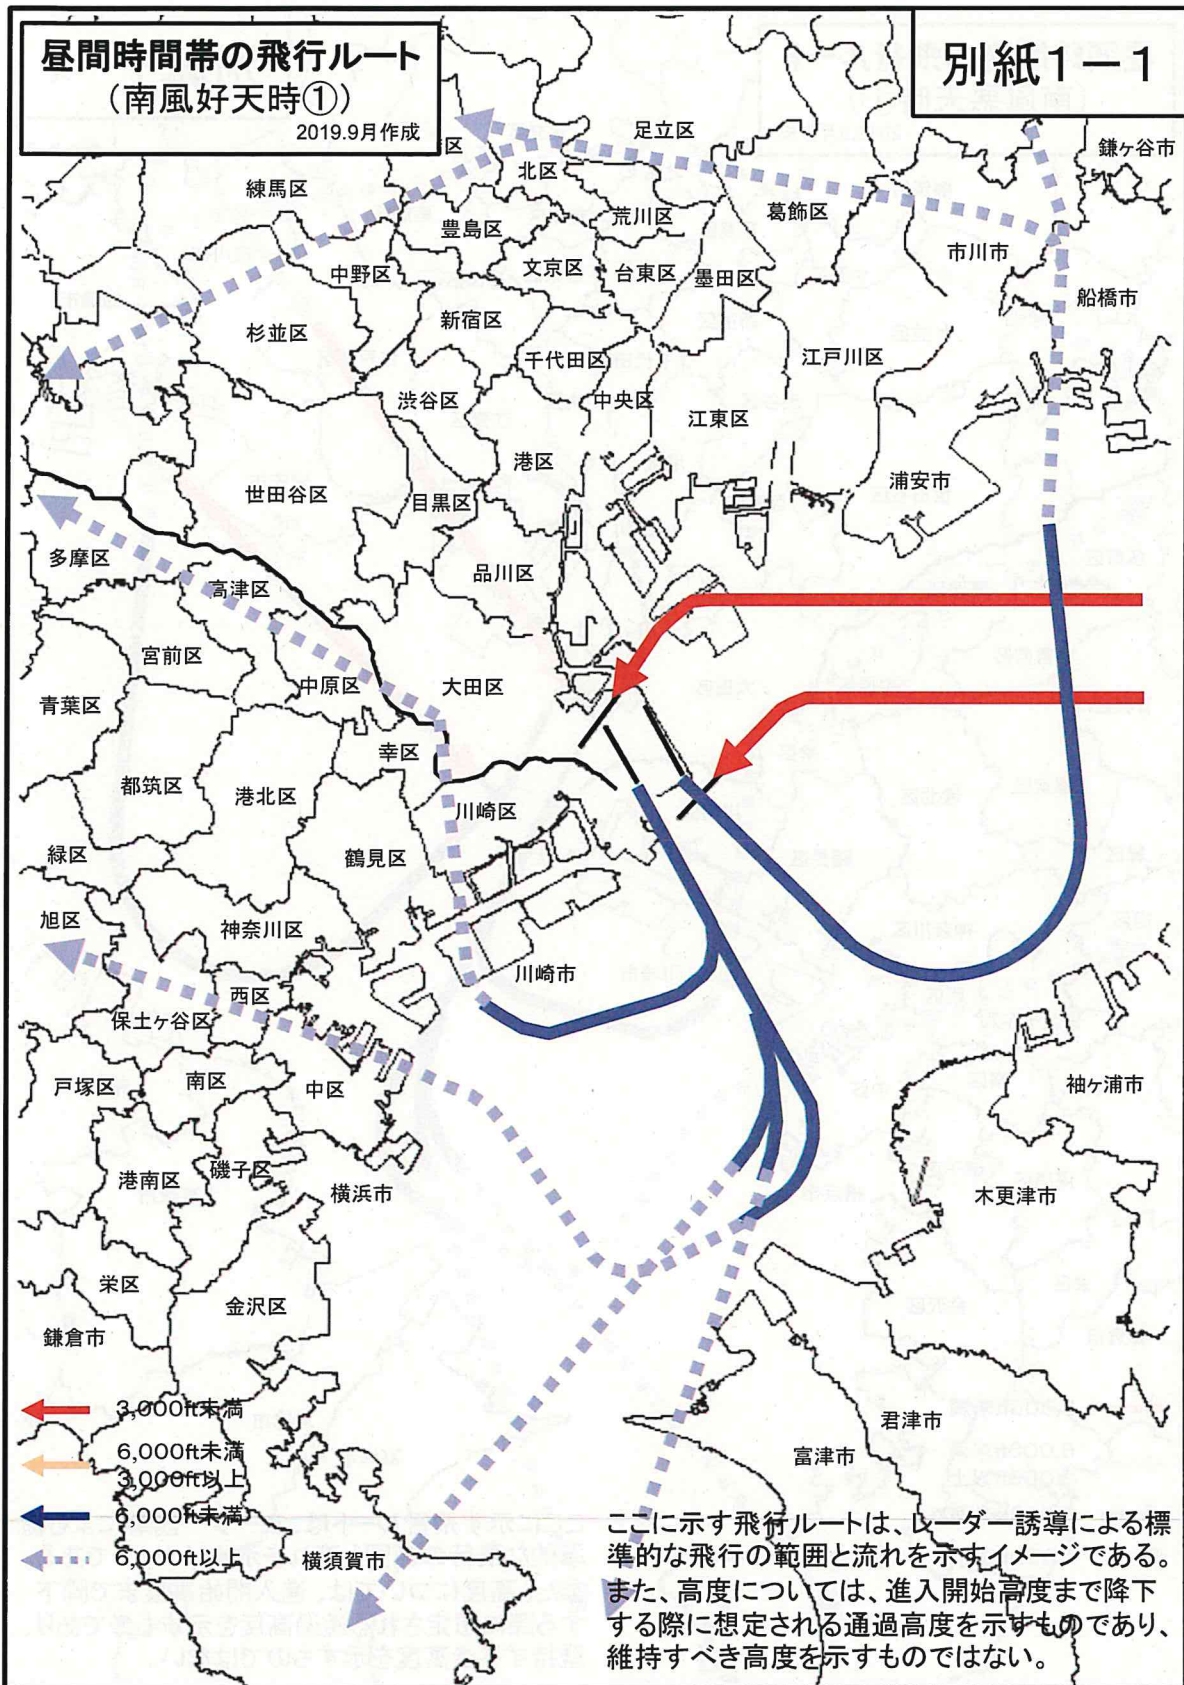 昼間時間帯の飛行ルート
（南風好天時①）
2019.9月作成
別紙1－1
足立区
区
北区
鎌ヶ谷市
練馬区
荒川区
葛飾区
豊島区
市川市
文京区
台東区
墨田区
中野区
船橋市
新宿区
杉並区
千代田区
江戸川区
渋谷区
中央区
江東区
港区
浦安市
世田谷区
目黒区
多摩区
品川区
高津区
宮前区
中原区
大田区
青葉区
幸区
都筑区
港北区
川崎区
緑区
鶴見区
旭区
神奈川区
川崎市
西区
保土ヶ谷区
戸塚区
南区
中区
袖ヶ浦市
港南区
磯子区
横浜市
木更津市
栄区
金沢区
鎌倉市
3,000ft未満
君津市
6,000ft未満
3,000ft以上
富津市
6,000ft未満
6,000ft以上
横須賀市
ここに示す飛行ルートは、レーダー誘導による標
準的な飛行の範囲と流れを示すイメージである。
また、高度については、進入開始高度まで降下
する際に想定される通過高度を示すものであり、
維持すべき高度を示すものではない。